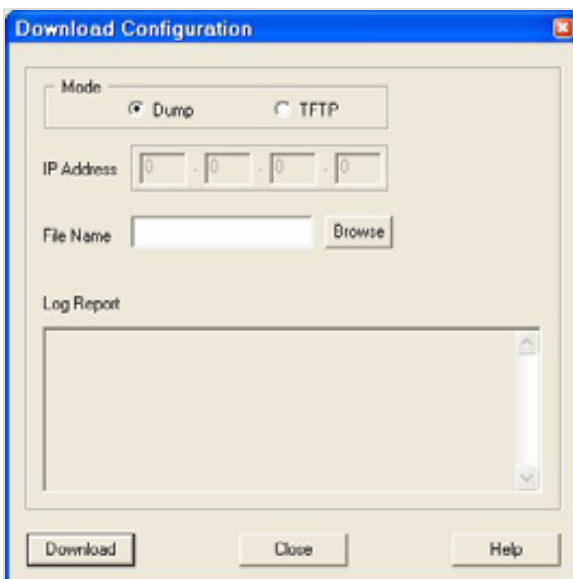 Download Configuration
Mode
Dump TFTP
IP Address 0 . 0 . 0 . 0
File Name Browse
Log Report
Download Close Help